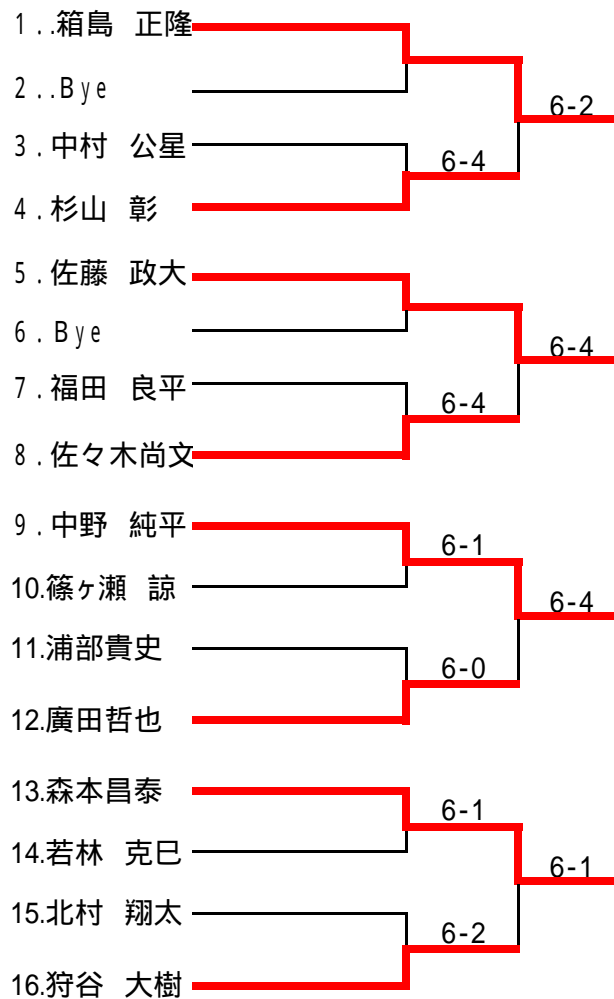 1 ..箱島 正隆
2 ..Bye
6-2
3 .中村 公星
6-4
4 .杉山 彰
5 .佐藤 政大
6 .Bye
6-4
7 .福田 良平
6-4
8 .佐々木尚文
9 .中野 純平
6-1
10.篠ヶ瀬 諒
6-4
11.浦部貴史
6-0
12.廣田哲也
13.森本昌泰
6-1
14.若林 克巳
6-1
15.北村 翔太
6-2
16.狩谷 大樹